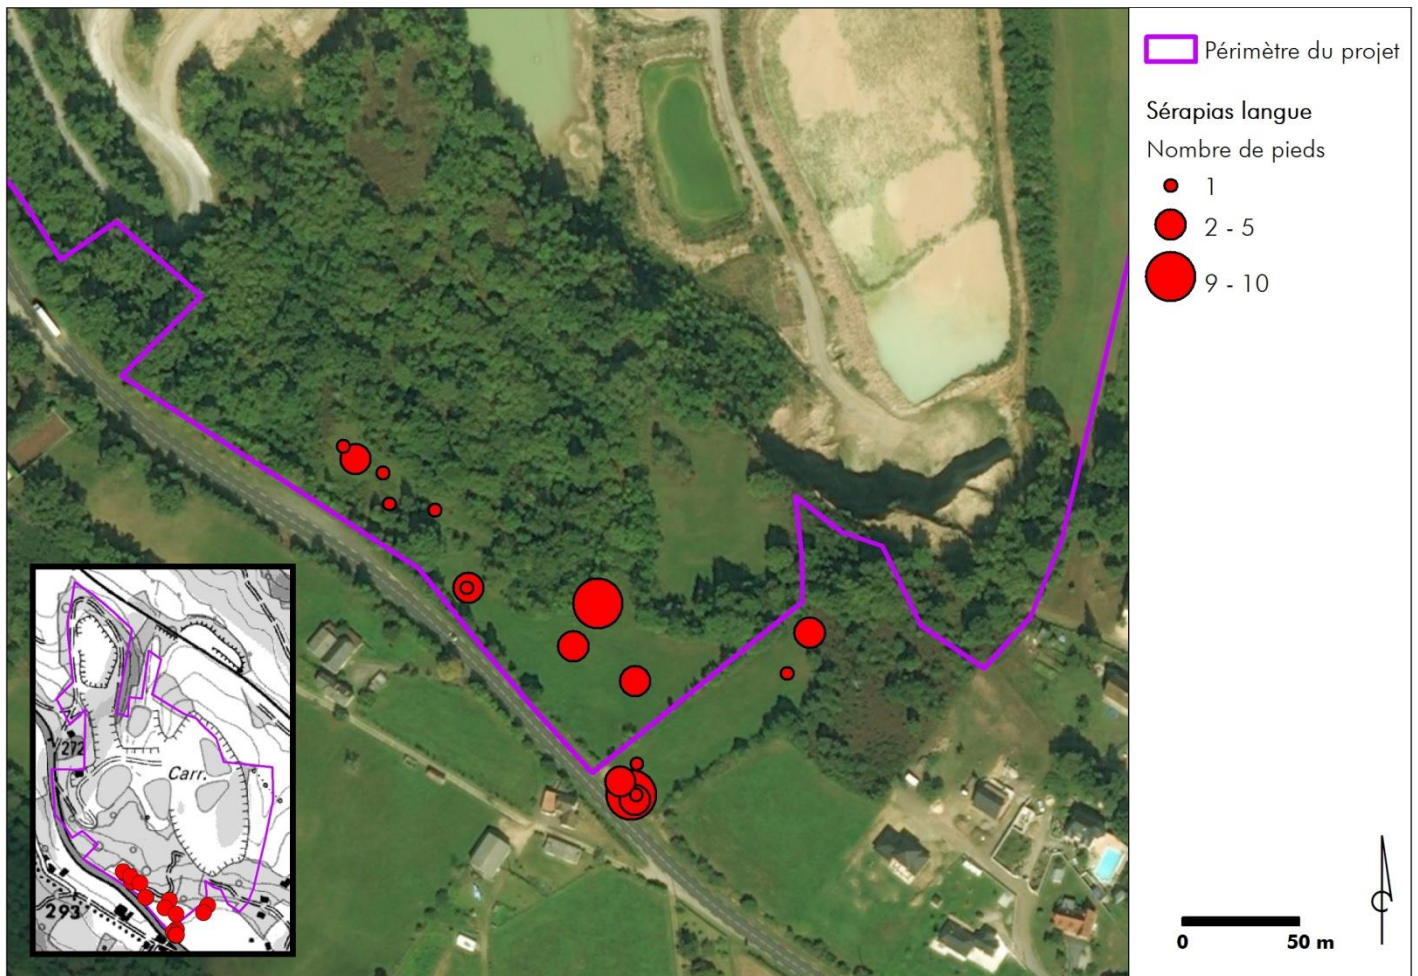 Périmètre du projet
Sérapias langue
Nombre de pieds
1
2 - 5
9 - 10
272
Carr.
293
0 50 m